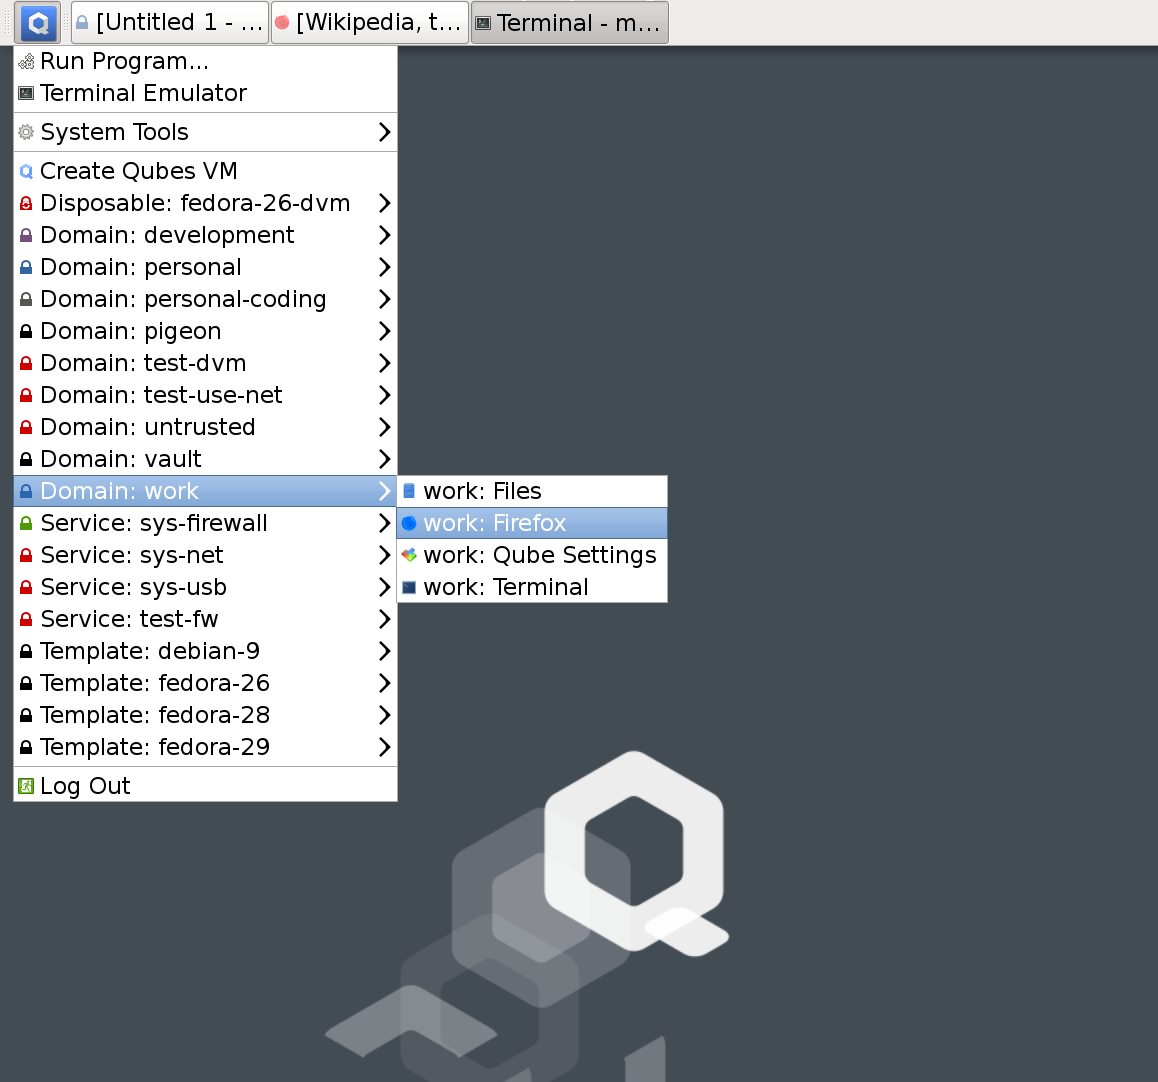 [Untitled 1 - ... [Wikipedia, t... Terminal - m...
Run Program...
Terminal Emulator
System Tools
Create Qubes VM
Disposable: fedora-26-dvm
Domain: development
Domain: personal
Domain: personal-coding
Domain: pigeon
Domain: test-dvm
Domain: test-use-net
Domain: untrusted
Domain: vault
Domain: work
work: Files
work: Firefox
work: Qube Settings
work: Terminal
Service: sys-firewall
Service: sys-net
Service: sys-usb
Service: test-fw
Template: debian-9
Template: fedora-26
Template: fedora-28
Template: fedora-29
Log Out